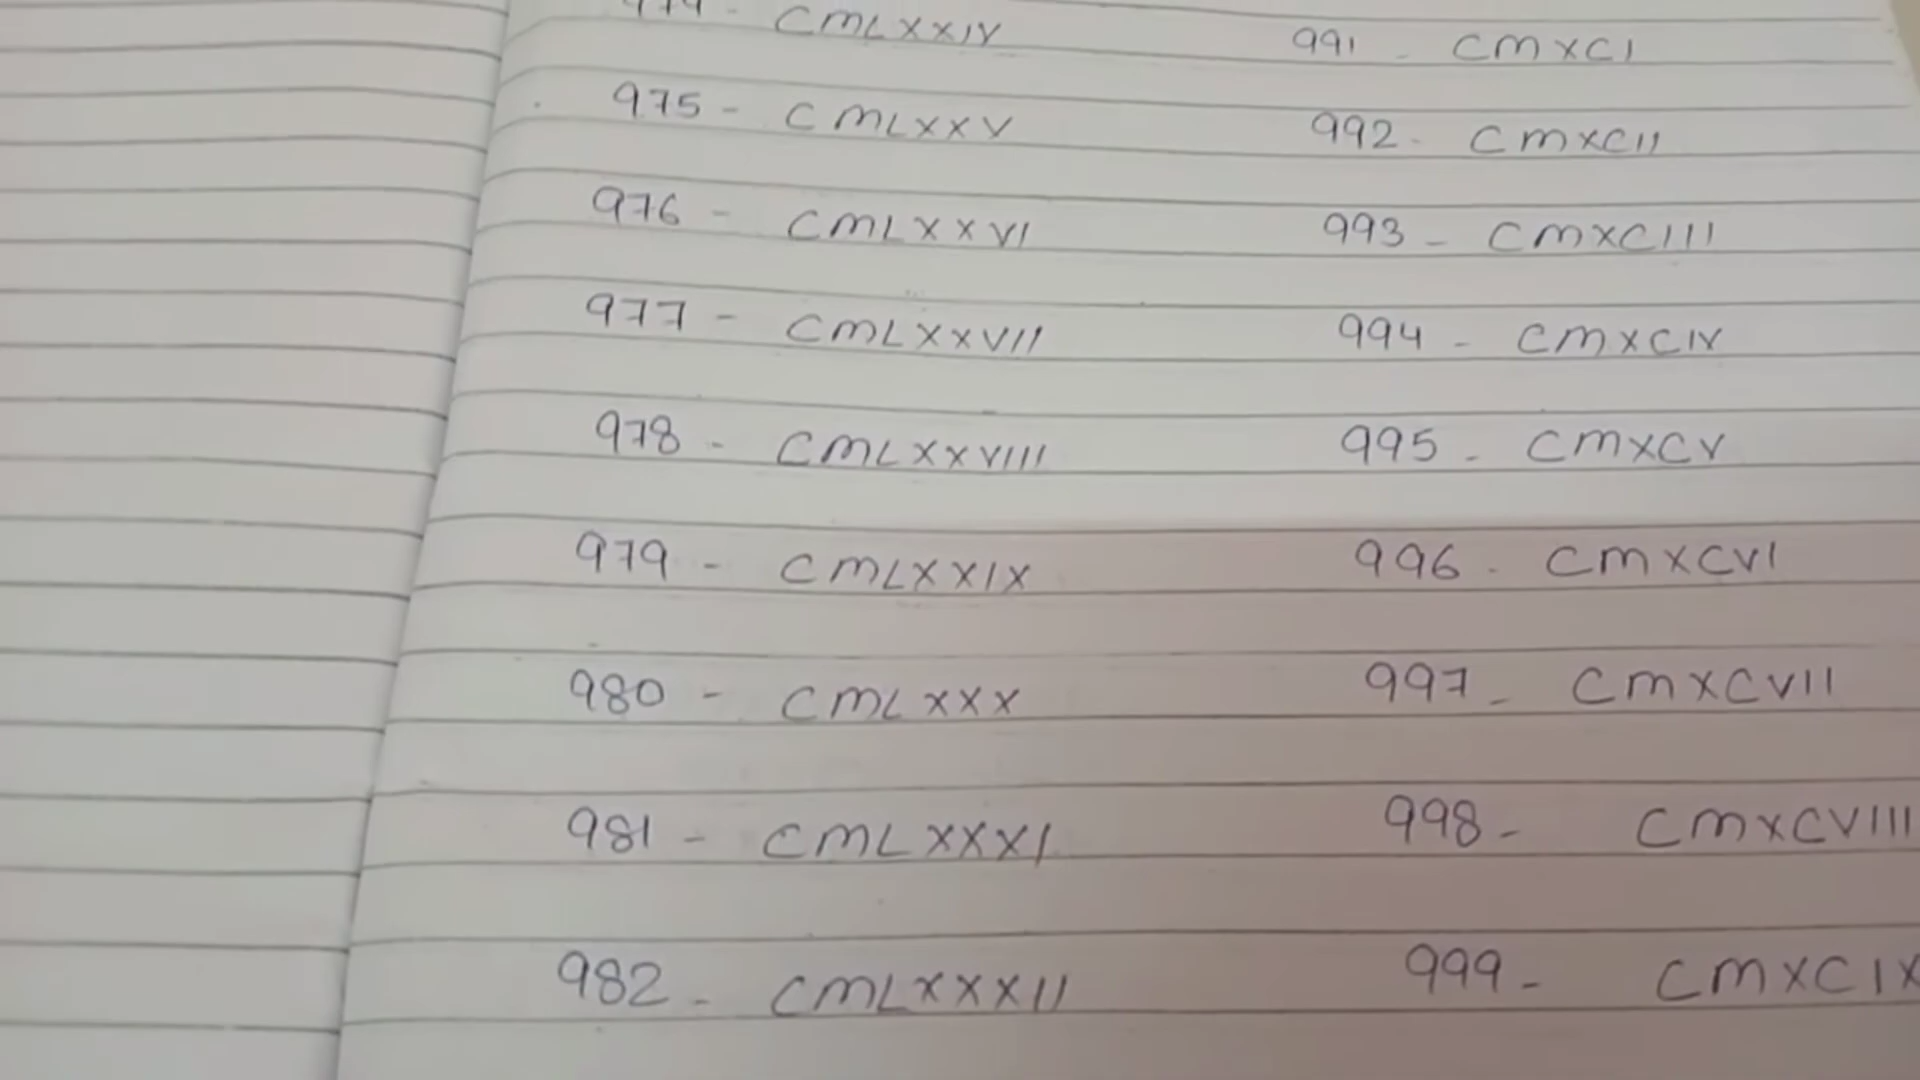 974 - CMLXXIV
975 - CMLXXV
976 - CMLXXVI
977 - CMLXXVII
978 - CMLXXVIII
979 - CMLXXIX
980 - CMLXXX
981 - CMLXXXI
982 - CMLXXXII
991 - CMXCI
992 - CMXCII
993 - CMXCIII
994 - CMXCIV
995 - CMXCV
996 - CMXCVI
997 - CMXCVII
998 - CMXCVIII
999 - CMXCIX